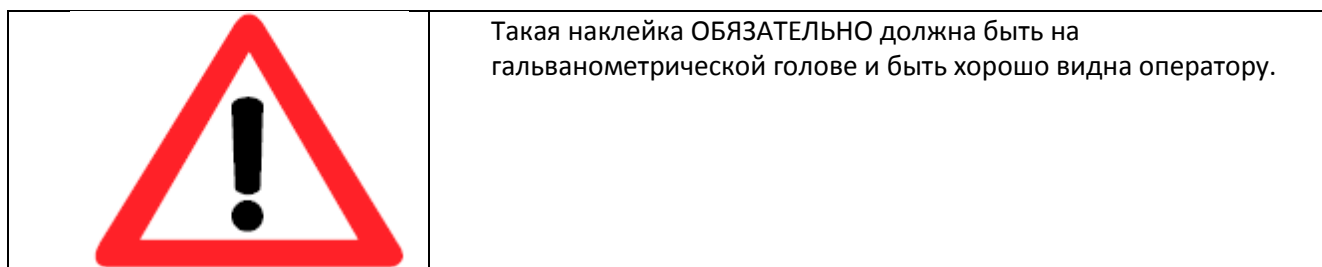 Такая наклейка ОБЯЗАТЕЛЬНО должна быть на
гальванометрической голове и быть хорошо видна оператору.